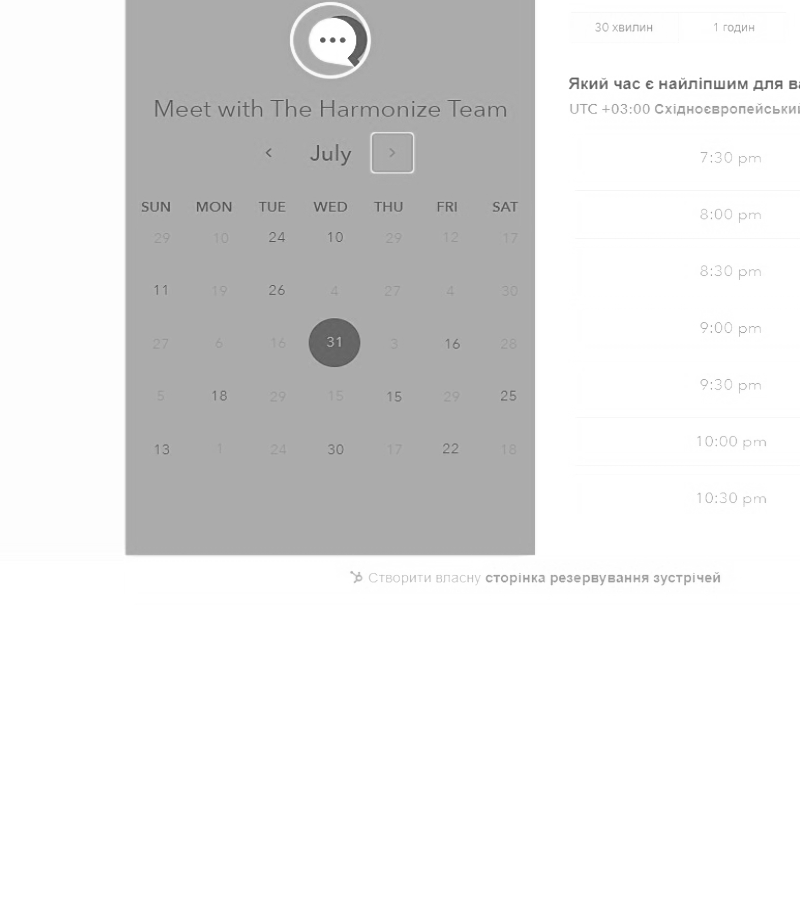 Meet with The Harmonize Team
July
SUN MON TUE WED THU FRI SAT
29 10 24 10 29 12 17
11 19 26 4 27 4 30
27 6 16 31 3 16 28
5 18 29 15 15 29 25
13 1 24 30 17 22 18
30 хвилин 1 годин
Який час є найліпшим для ва
UTC +03:00 Східноєвропейський
7:30 pm
8:00 pm
8:30 pm
9:00 pm
9:30 pm
10:00 pm
10:30 pm
Створити власну сторінка резервування зустрічей